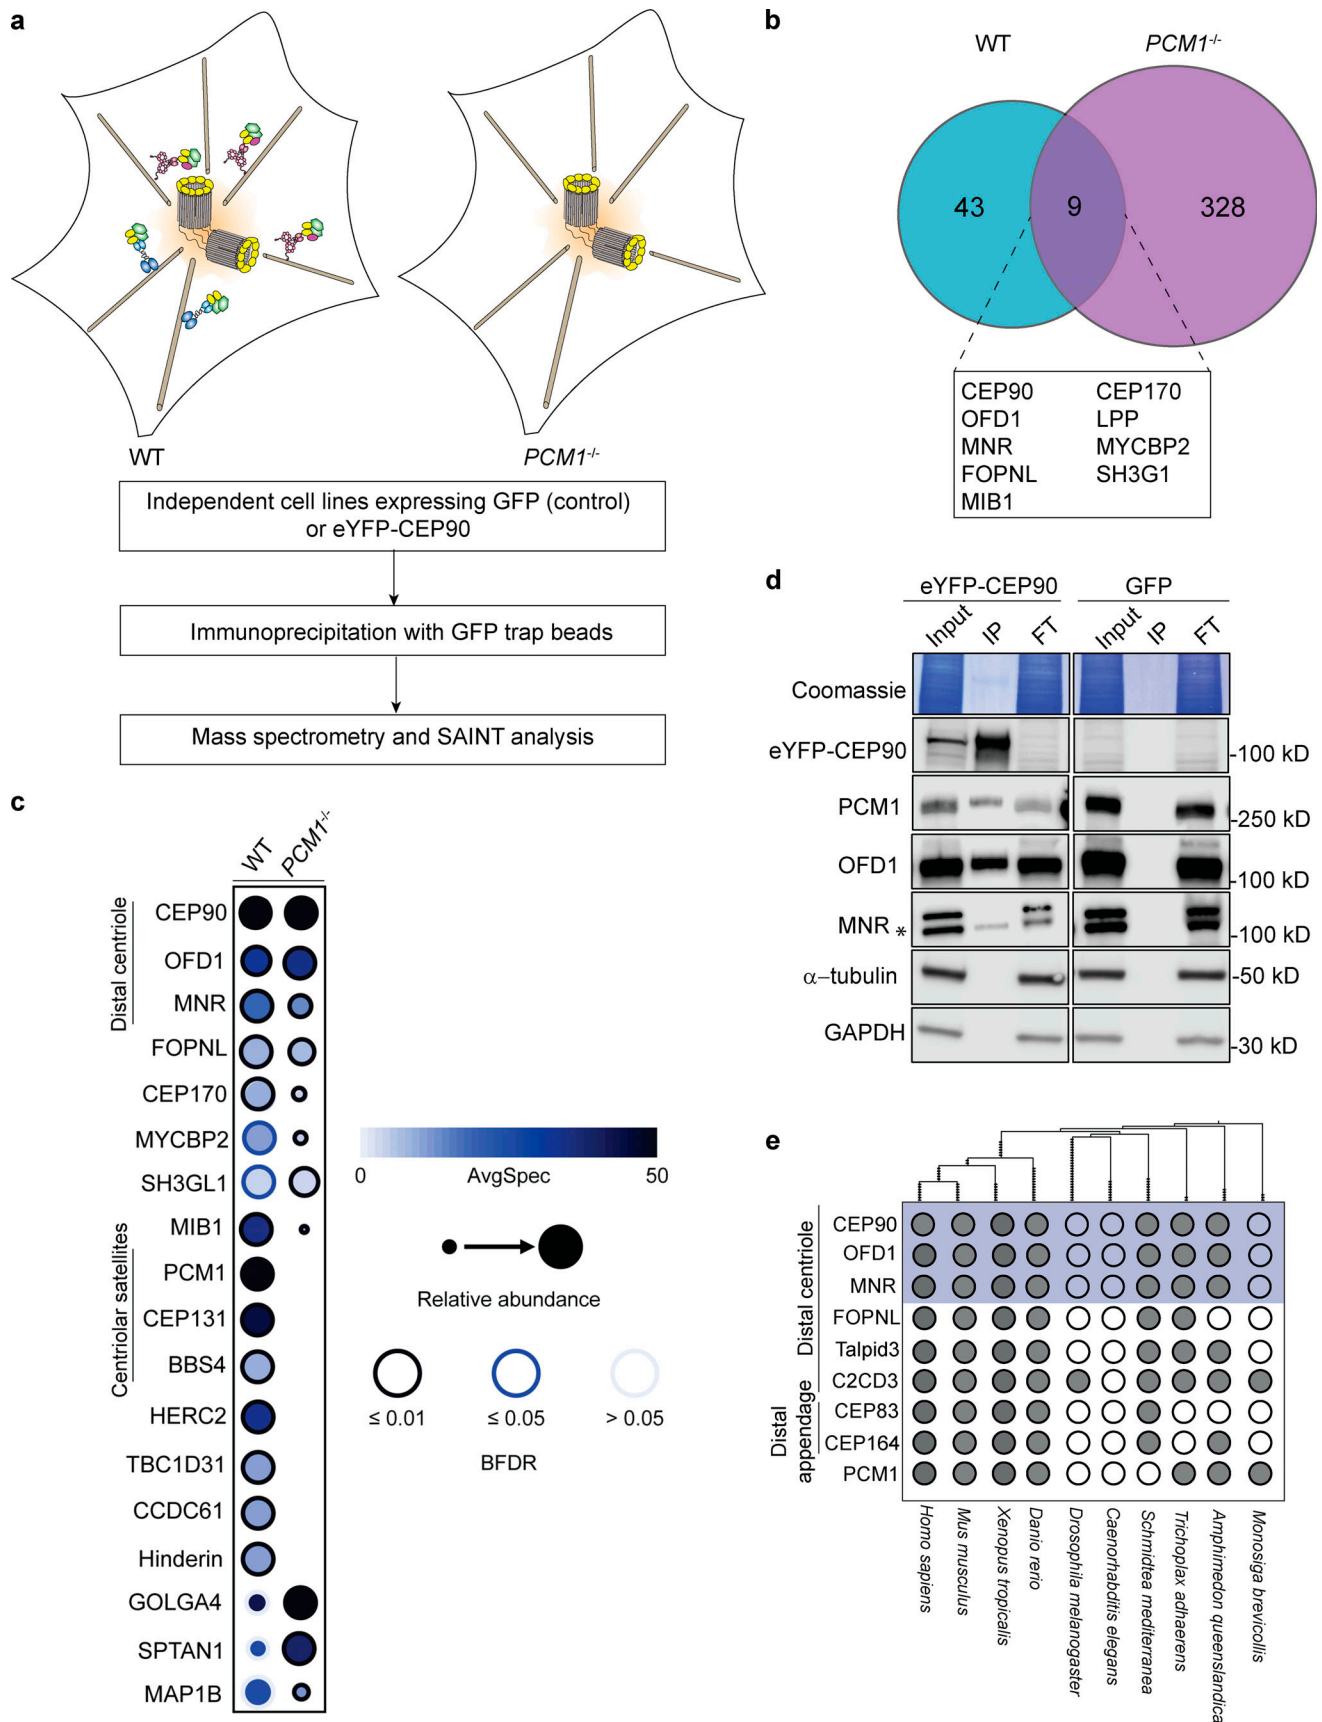 a
WT
PCM1-/-
Independent cell lines expressing GFP (control)
or eYFP-CEP90
Immunoprecipitation with GFP trap beads
Mass spectrometry and SAINT analysis
b
WT
PCM1-/-
43
9
328
CEP90 CEP170
OFD1 LPP
MNR MYCBP2
FOPNL SH3G1
MIB1
c
WT PCM1-/-
Distal centriole
CEP90
OFD1
MNR
FOPNL
CEP170
MYCBP2
SH3GL1
MIB1
Centriolar satellites
PCM1
CEP131
BBS4
HERC2
TBC1D31
CCDC61
Hinderin
GOLGA4
SPTAN1
MAP1B
0 AvgSpec 50
Relative abundance
≤ 0.01 ≤ 0.05 > 0.05
BFDR
d
eYFP-CEP90 GFP
Input IP FT Input IP FT
Coomassie
eYFP-CEP90 -100 kD
PCM1 -250 kD
OFD1 -100 kD
MNR * -100 kD
α−tubulin -50 kD
GAPDH -30 kD
e
Distal centriole
CEP90
OFD1
MNR
FOPNL
Talpid3
C2CD3
Distal appendage
CEP83
CEP164
PCM1
Homo sapiens
Mus musculus
Xenopus tropicalis
Danio rerio
Drosophila melanogaster
Caenorhabditis elegans
Schmidtea mediterranea
Trichoplax adhaerens
Amphimedon queenslandica
Monosiga brevicollis